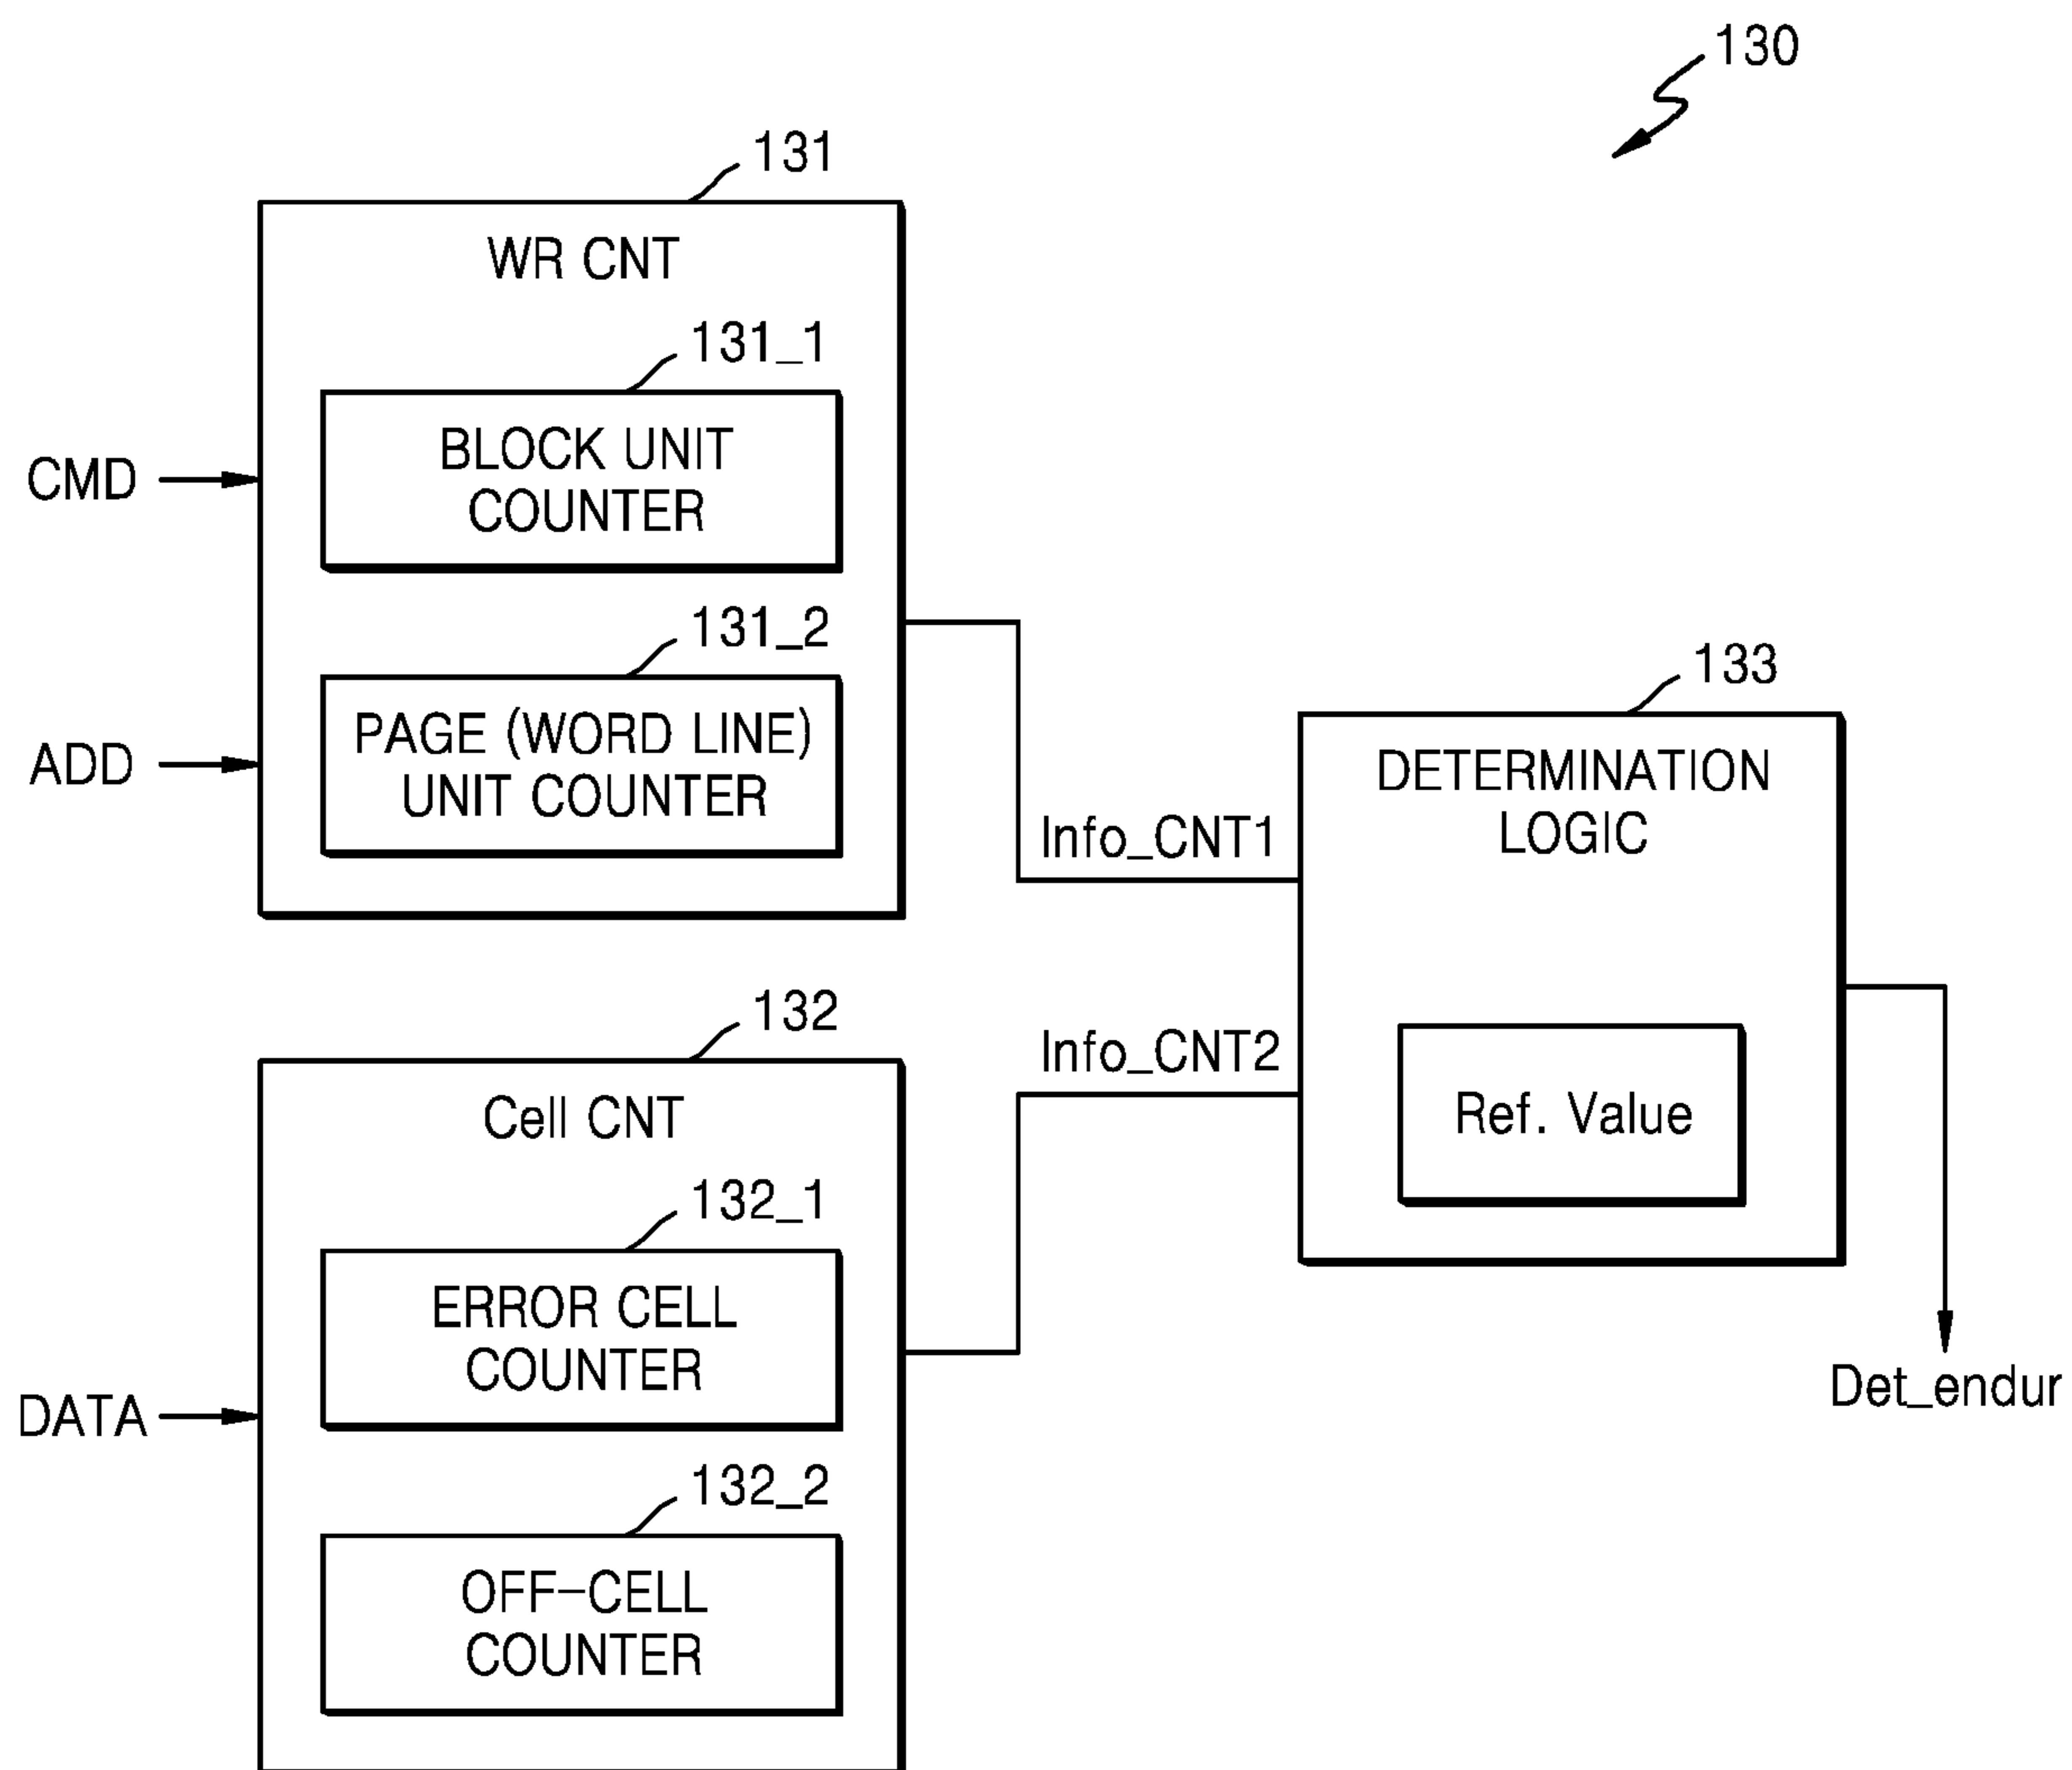 130
131
WR CNT
131_1
BLOCK UNIT
COUNTER
CMD
131_2
PAGE (WORD LINE)
UNIT COUNTER
ADD
Info_CNT1
133
DETERMINATION
LOGIC
Ref. Value
Info_CNT2
132
Cell CNT
132_1
ERROR CELL
COUNTER
DATA
132_2
OFF-CELL
COUNTER
Det_endur